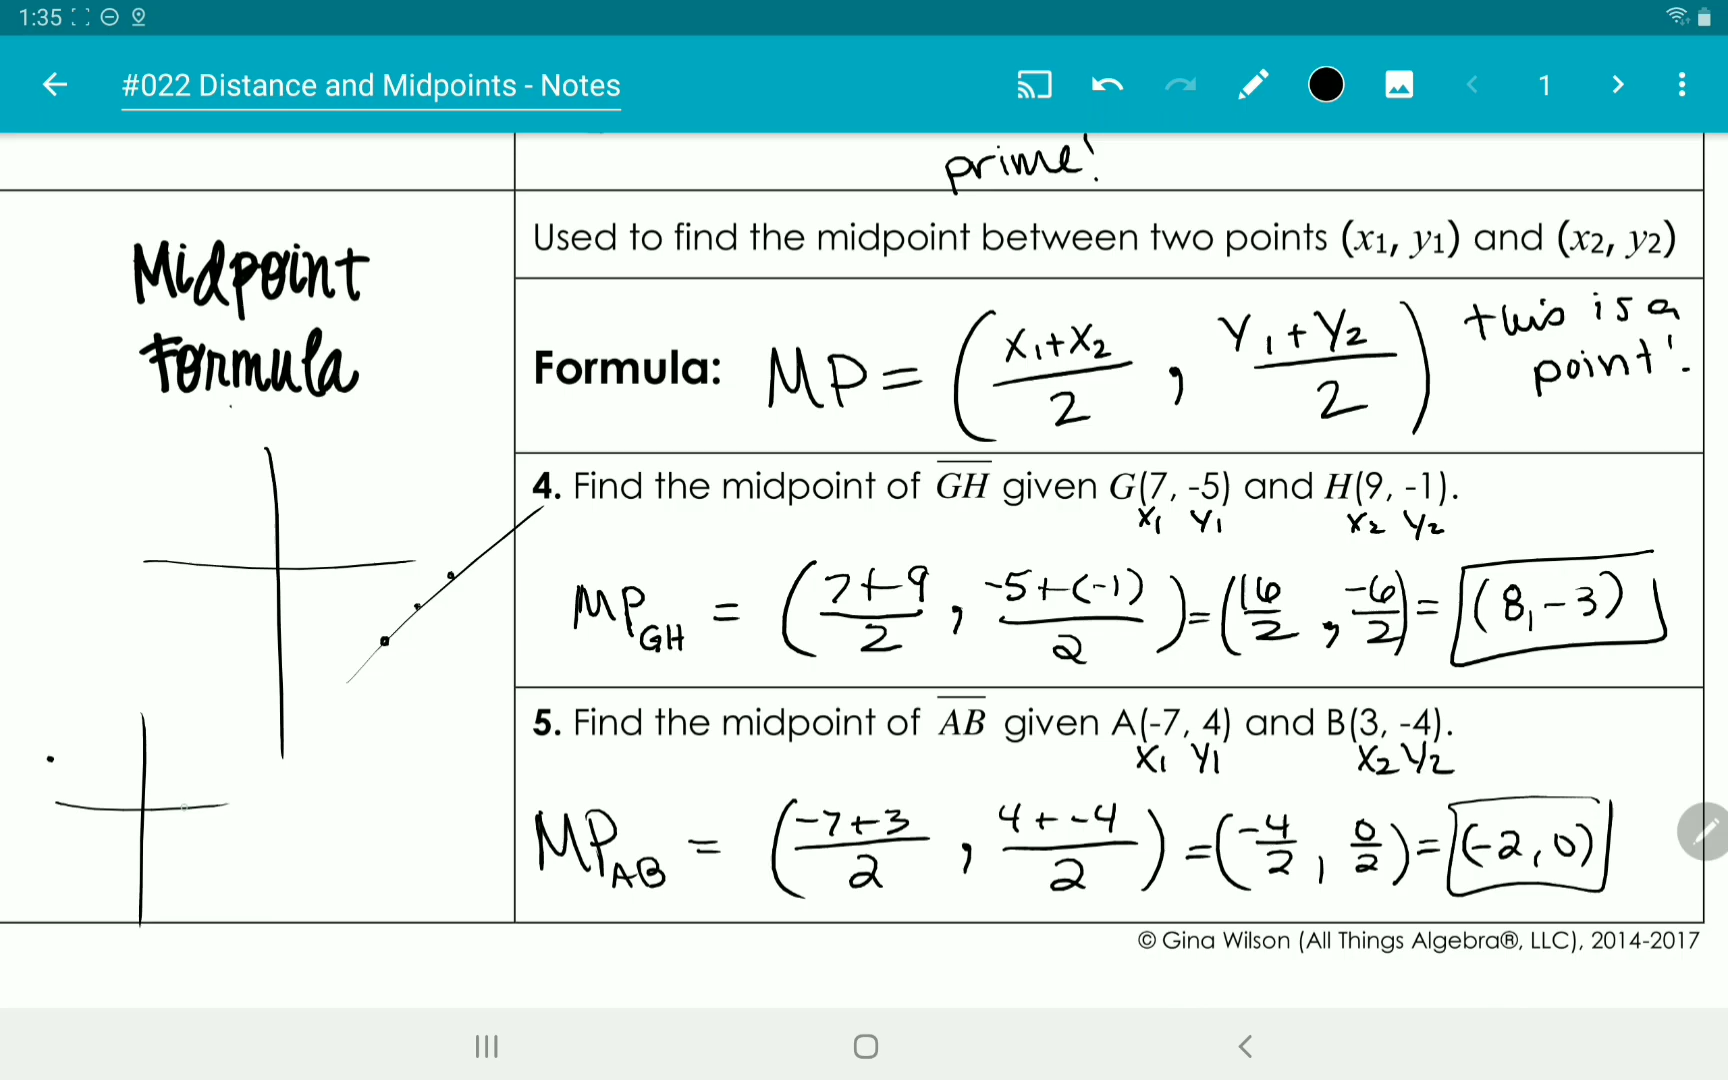 1:35
#022 Distance and Midpoints - Notes
1
prime!
Midpoint
Formula
Used to find the midpoint between two points (x1, y1) and (x2, y2)
Formula: MP = (x₁+x₂/2, y₁+y₂/2) this is a point!
4. Find the midpoint of GH given G(7, -5) and H(9, -1).
x₁ y₁ x₂ y₂
MP GH = (7+9/2, -5+(-1)/2) = (16/2, -6/2) = (8, -3)
5. Find the midpoint of AB given A(-7, 4) and B(3, -4).
x₁ y₁ x₂ y₂
MP AB = (-7+3/2, 4+-4/2) = (-4/2, 0/2) = (-2, 0)
© Gina Wilson (All Things Algebra®, LLC), 2014-2017